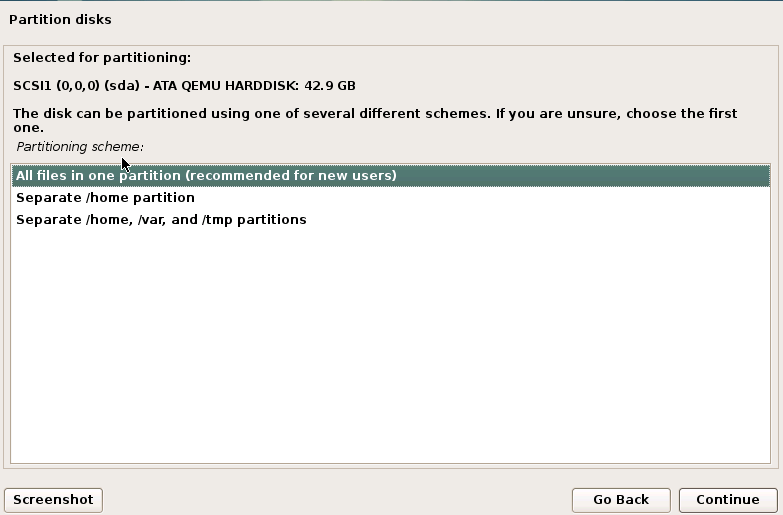 Partition disks
Selected for partitioning:
SCSI1 (0,0,0) (sda) - ATA QEMU HARDDISK: 42.9 GB
The disk can be partitioned using one of several different schemes. If you are unsure, choose the first
one.
Partitioning scheme:
All files in one partition (recommended for new users)
Separate /home partition
Separate /home, /var, and /tmp partitions
Screenshot
Go Back
Continue